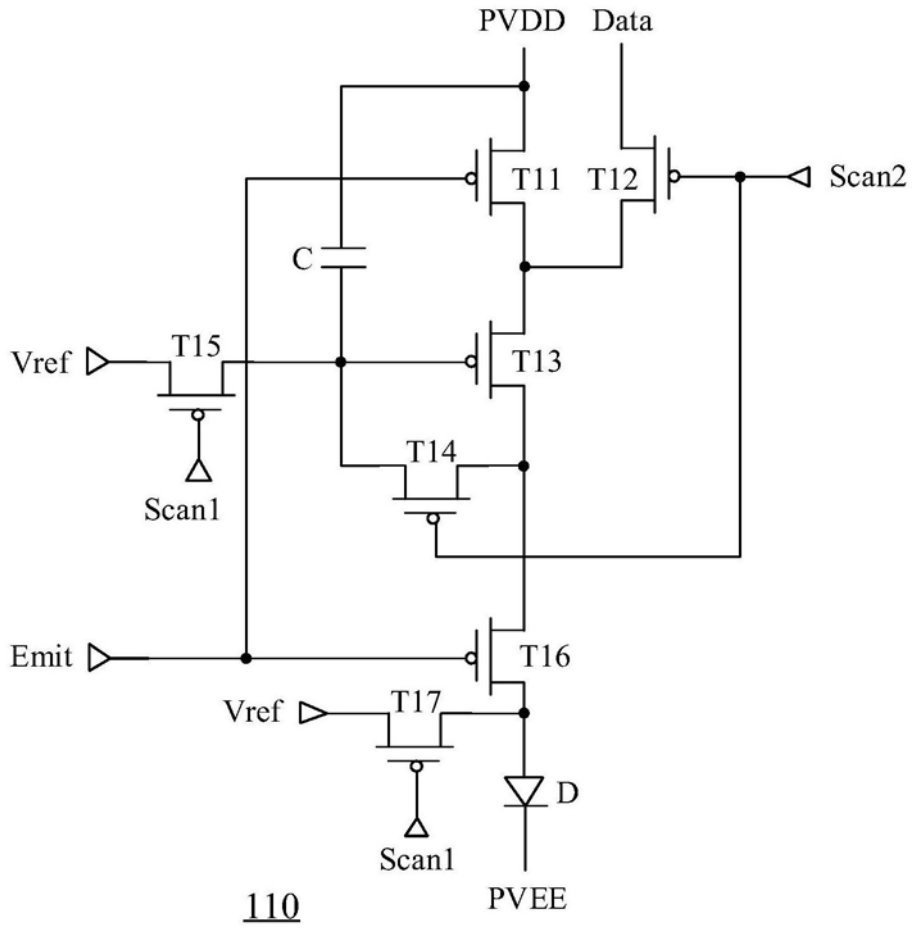 PVDD Data
T11 T12 Scan2
C
T15 T13
Vref
T14
Scan1
Emit T16
Vref T17
D
Scan1
PVEE
110